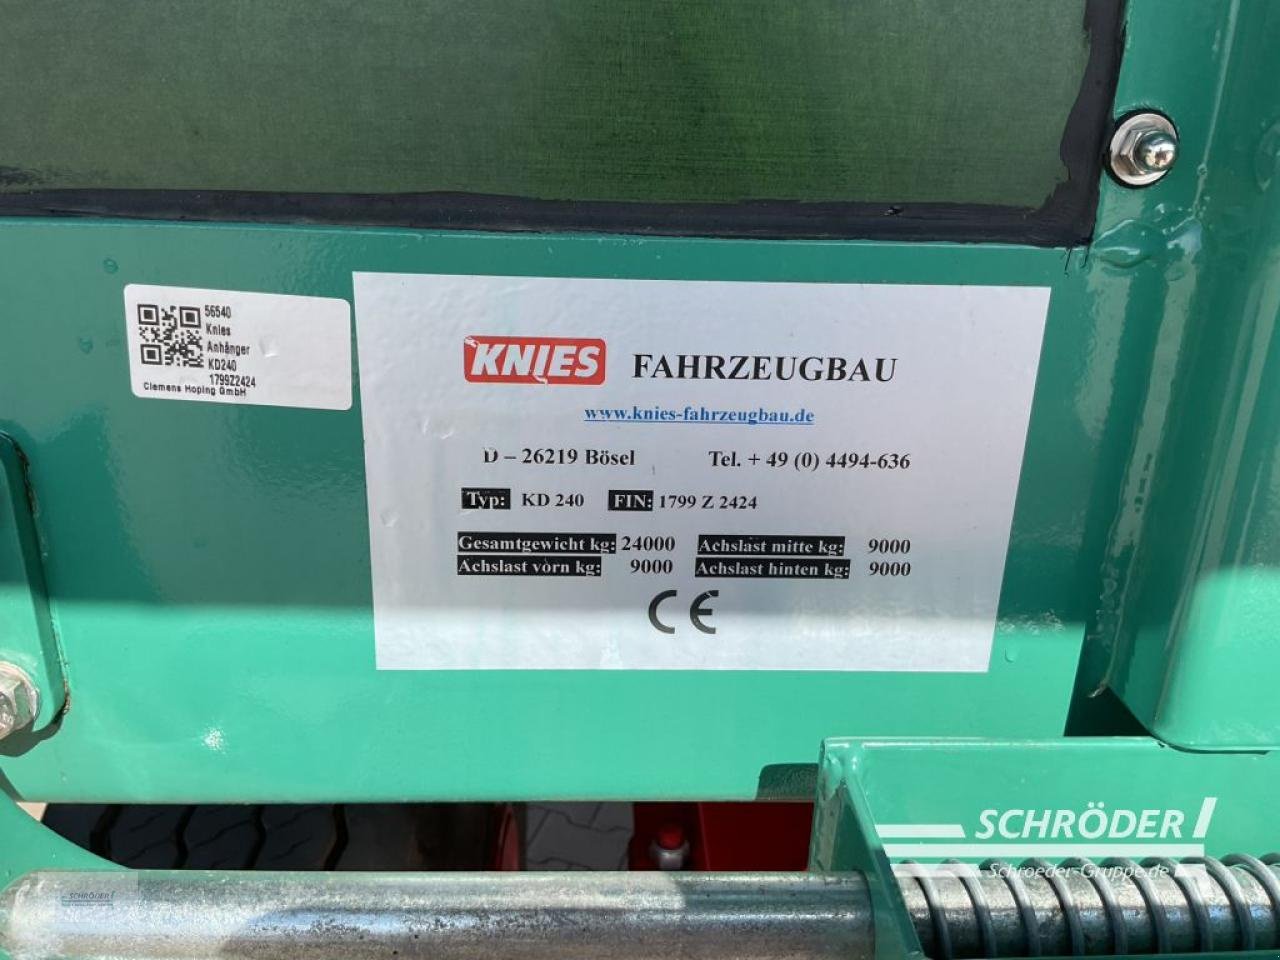 56540
Knies
Anhänger
KD240
1799Z2424
Clemens Hoping GmbH
KNIES FAHRZEUGBAU
www.knies-fahrzeugbau.de
D – 26219 Bösel Tel. + 49 (0) 4494-636
Typ: KD 240 FIN: 1799 Z 2424
Gesamtgewicht kg: 24000 Achslast mitte kg: 9000
Achslast vorn kg: 9000 Achslast hinten kg: 9000
CE
SCHRÖDER
Schroeder-Gruppe.de
SCHRÖDER